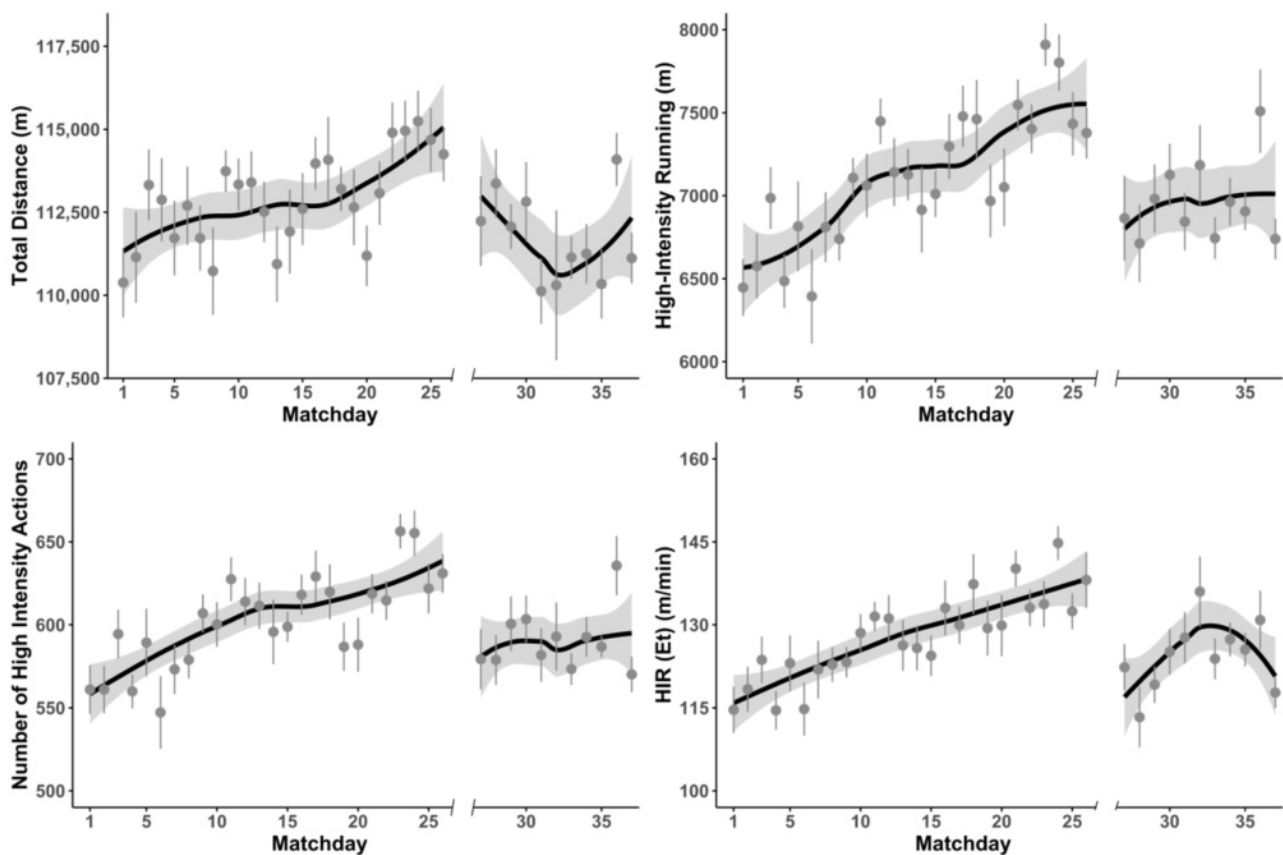 Total Distance (m)
117,500
115,000
112,500
110,000
107,500
1 5 10 15 20 25 30 35
Matchday
High-Intensity Running (m)
8000
7500
7000
6500
6000
1 5 10 15 20 25 30 35
Matchday
Number of High Intensity Actions
700
650
600
550
500
1 5 10 15 20 25 30 35
Matchday
HIR (Et) (m/min)
160
145
130
115
100
1 5 10 15 20 25 30 35
Matchday